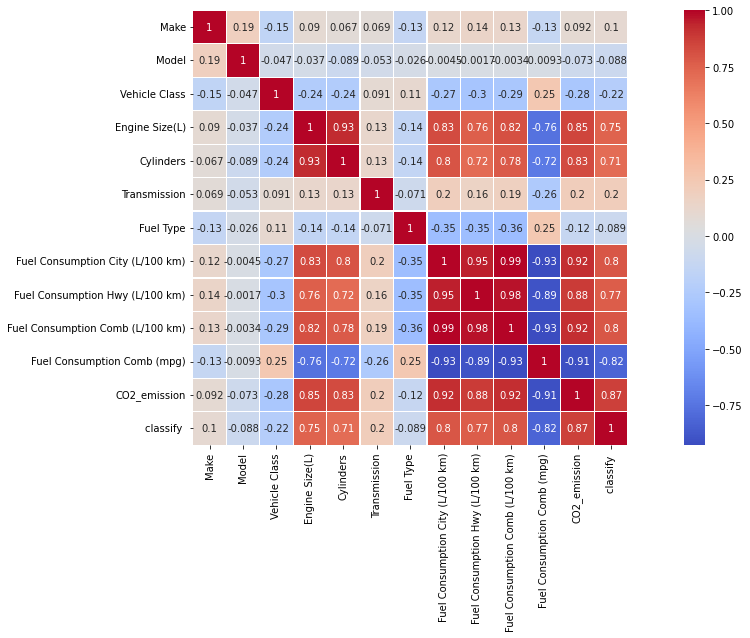 Make 1 0.19 -0.15 0.09 0.067 0.069 -0.13 0.12 0.14 0.13 -0.13 0.092 0.1
Model 0.19 1 -0.047 -0.037 -0.089 -0.053 -0.026 -0.0045 -0.0017 -0.0034 -0.0093 -0.073 -0.088
Vehicle Class -0.15 -0.047 1 -0.24 -0.24 0.091 0.11 -0.27 -0.3 -0.29 0.25 -0.28 -0.22
Engine Size(L) 0.09 -0.037 -0.24 1 0.93 0.13 -0.14 0.83 0.76 0.82 -0.76 0.85 0.75
Cylinders 0.067 -0.089 -0.24 0.93 1 0.13 -0.14 0.8 0.72 0.78 -0.72 0.83 0.71
Transmission 0.069 -0.053 0.091 0.13 0.13 1 -0.071 0.2 0.16 0.19 -0.26 0.2 0.2
Fuel Type -0.13 -0.026 0.11 -0.14 -0.14 -0.071 1 -0.35 -0.35 -0.36 0.25 -0.12 -0.089
Fuel Consumption City (L/100 km) 0.12 -0.0045 -0.27 0.83 0.8 0.2 -0.35 1 0.95 0.99 -0.93 0.92 0.8
Fuel Consumption Hwy (L/100 km) 0.14 -0.0017 -0.3 0.76 0.72 0.16 -0.35 0.95 1 0.98 -0.89 0.88 0.77
Fuel Consumption Comb (L/100 km) 0.13 -0.0034 -0.29 0.82 0.78 0.19 -0.36 0.99 0.98 1 -0.93 0.92 0.8
Fuel Consumption Comb (mpg) -0.13 -0.0093 0.25 -0.76 -0.72 -0.26 0.25 -0.93 -0.89 -0.93 1 -0.91 -0.82
CO2_emission 0.092 -0.073 -0.28 0.85 0.83 0.2 -0.12 0.92 0.88 0.92 -0.91 1 0.87
classify 0.1 -0.088 -0.22 0.75 0.71 0.2 -0.089 0.8 0.77 0.8 -0.82 0.87 1
Make
Model
Vehicle Class
Engine Size(L)
Cylinders
Transmission
Fuel Type
Fuel Consumption City (L/100 km)
Fuel Consumption Hwy (L/100 km)
Fuel Consumption Comb (L/100 km)
Fuel Consumption Comb (mpg)
CO2_emission
classify
1.00
0.75
0.50
0.25
0.00
−0.25
−0.50
−0.75